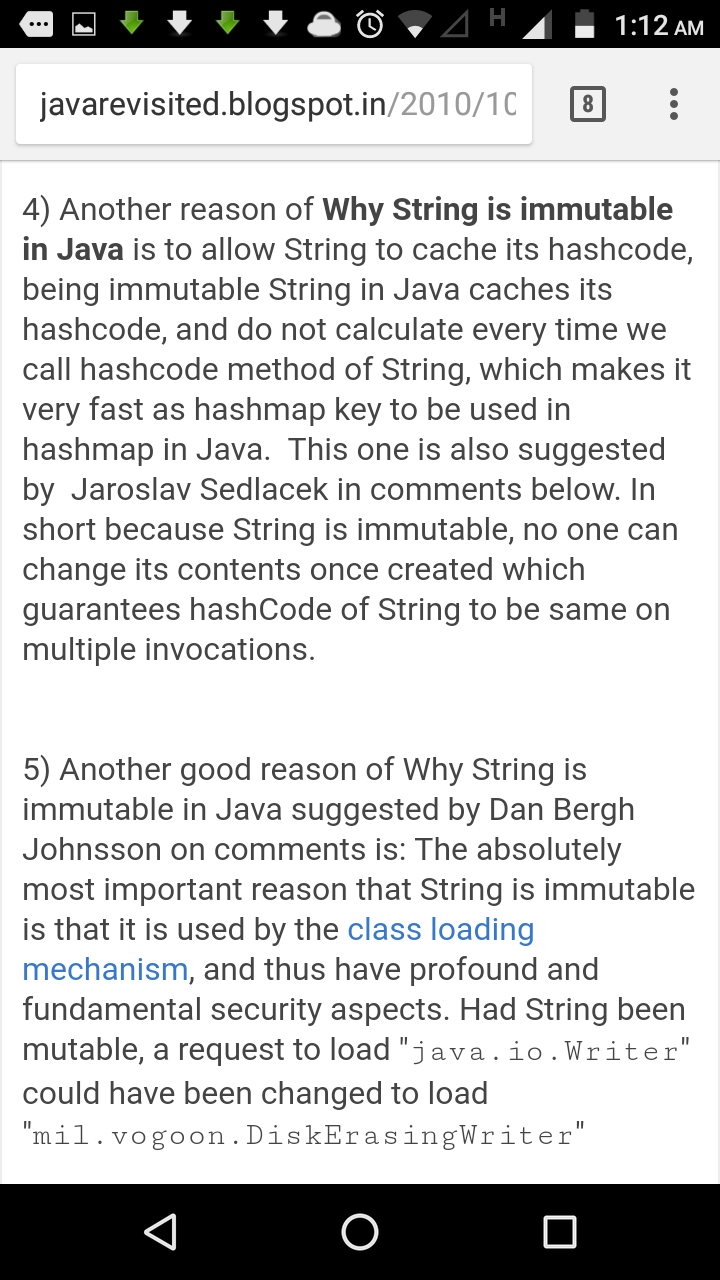 H 1:12 AM
javarevisited.blogspot.in/2010/10
8
4) Another reason of Why String is immutable
in Java is to allow String to cache its hashcode,
being immutable String in Java caches its
hashcode, and do not calculate every time we
call hashcode method of String, which makes it
very fast as hashmap key to be used in
hashmap in Java.  This one is also suggested
by  Jaroslav Sedlacek in comments below. In
short because String is immutable, no one can
change its contents once created which
guarantees hashCode of String to be same on
multiple invocations.
5) Another good reason of Why String is
immutable in Java suggested by Dan Bergh
Johnsson on comments is: The absolutely
most important reason that String is immutable
is that it is used by the class loading
mechanism, and thus have profound and
fundamental security aspects. Had String been
mutable, a request to load "java.io.Writer"
could have been changed to load
"mil.vogoon.DiskErasingWriter"